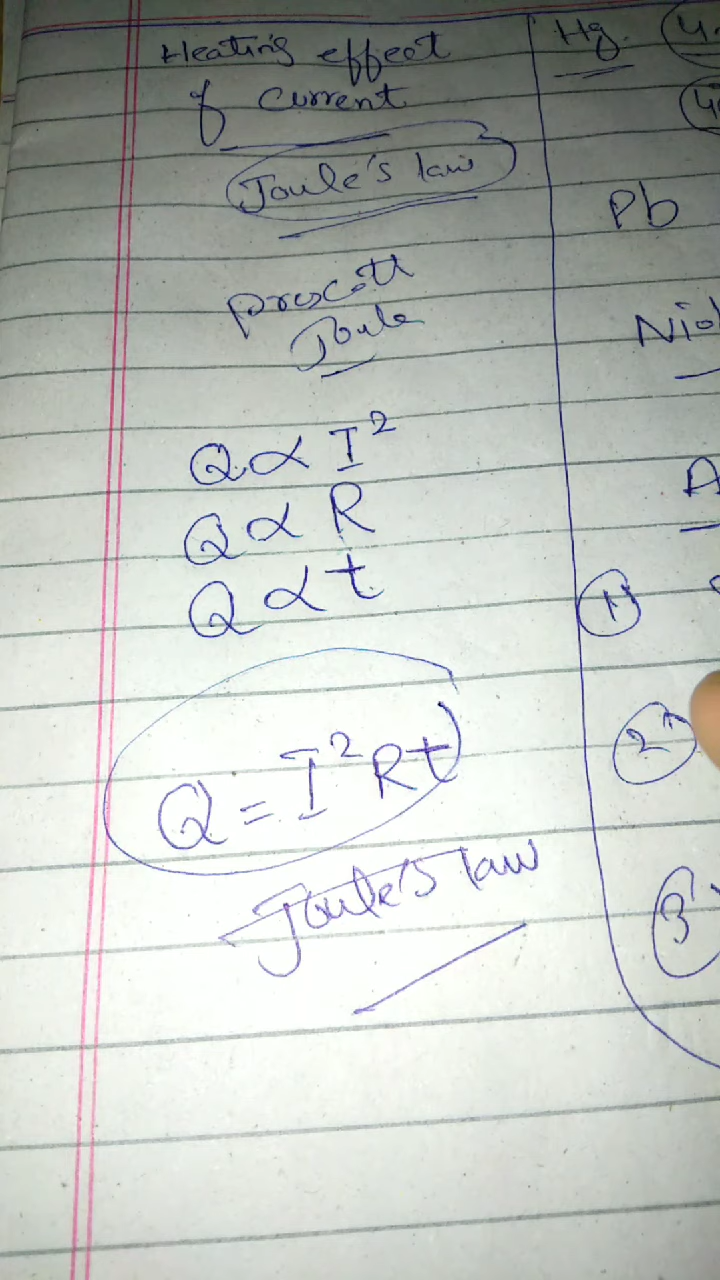 Heating effect
of current
Joule's law
Prescott
Joule
Q ∝ I²
Q ∝ R
Q ∝ t
Q = I²Rt
Joule's law
Hg.
Pb
1
2
3